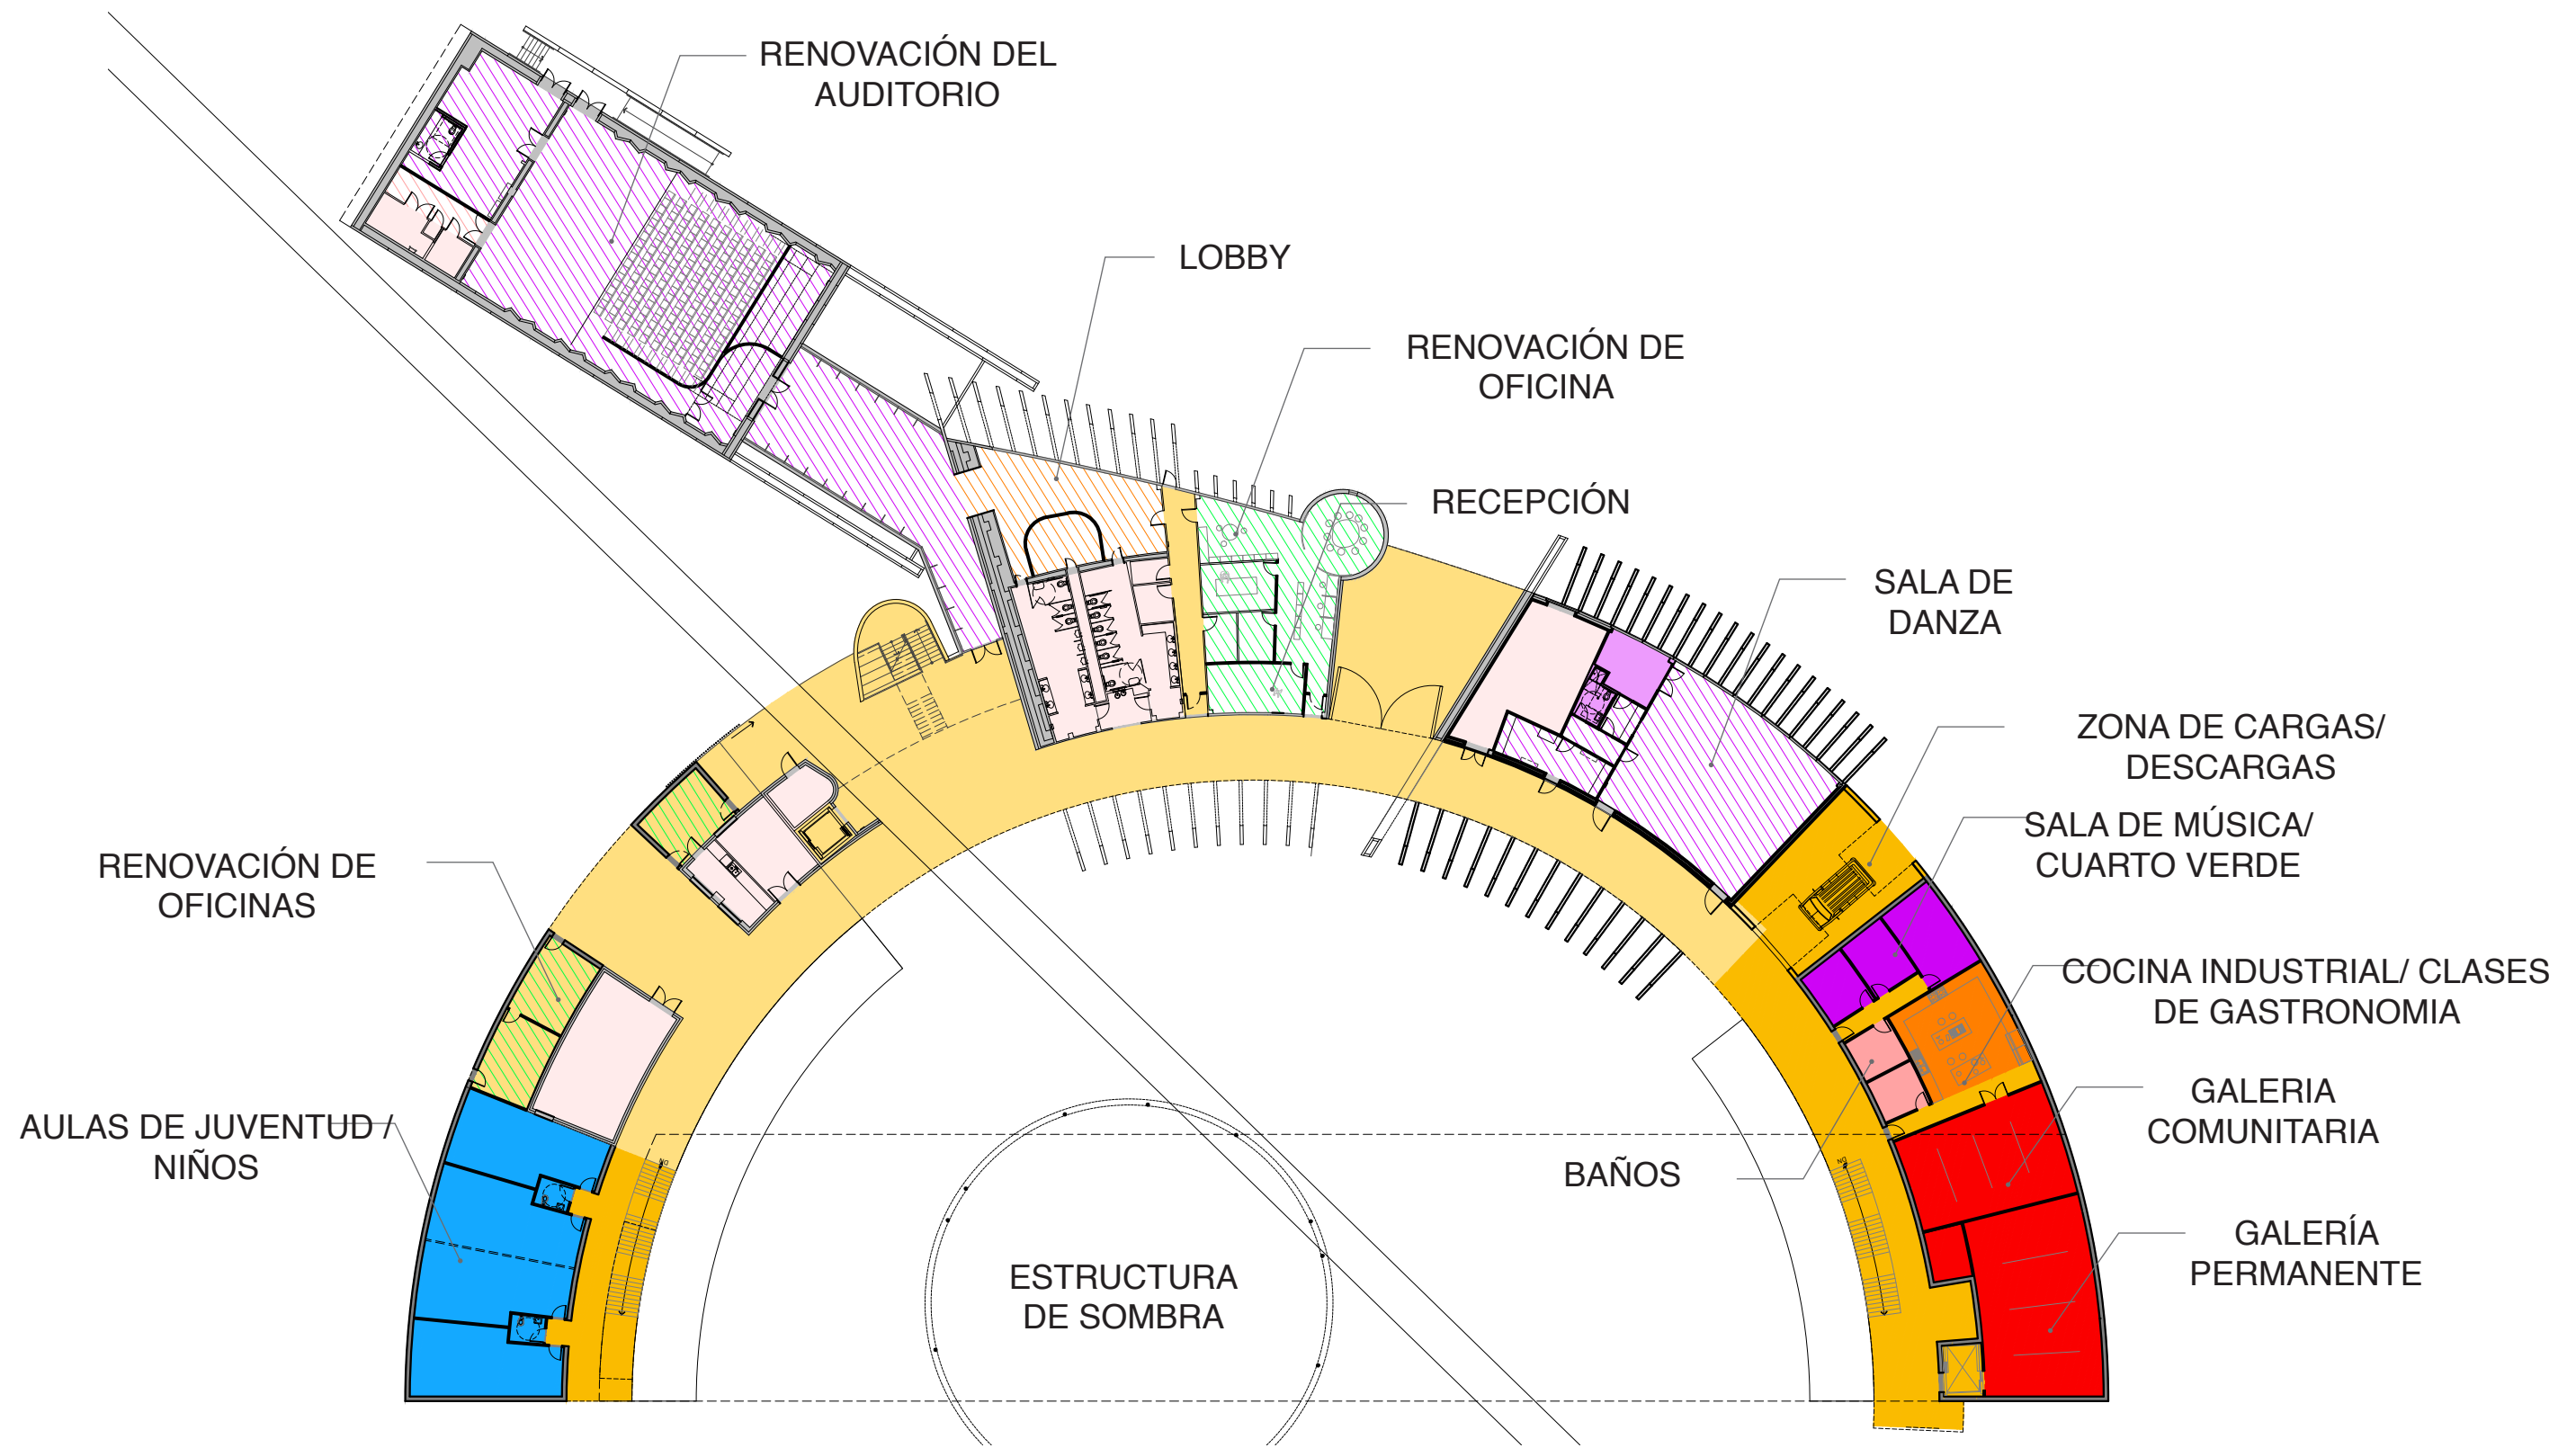 RENOVACIÓN DEL
AUDITORIO
LOBBY
RENOVACIÓN DE
OFICINA
RECEPCIÓN
SALA DE
DANZA
ZONA DE CARGAS/
DESCARGAS
SALA DE MÚSICA/
CUARTO VERDE
RENOVACIÓN DE
OFICINAS
COCINA INDUSTRIAL/ CLASES
DE GASTRONOMIA
GALERIA
COMUNITARIA
AULAS DE JUVENTUD /
NIÑOS
BAÑOS
DN
DN
GALERÍA
PERMANENTE
ESTRUCTURA
DE SOMBRA